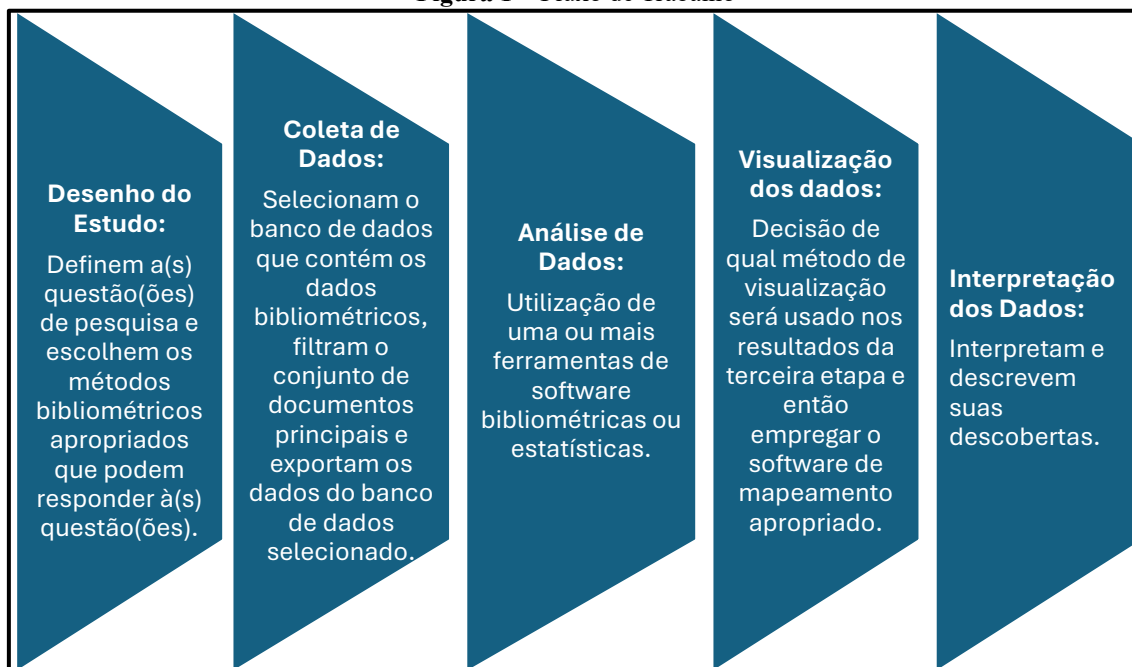 Desenho do
Estudo:
Definem a(s)
questão(ões)
de pesquisa e
escolhem os
métodos
bibliométricos
apropriados
que podem
responder à(s)
questão(ões).
Coleta de
Dados:
Selecionam o
banco de dados
que contém os
dados
bibliométricos,
filtram o
conjunto de
documentos
principais e
exportam os
dados do banco
de dados
selecionado.
Análise de
Dados:
Utilização de
uma ou mais
ferramentas de
software
bibliométricas ou
estatísticas.
Visualização
dos dados:
Decisão de
qual método de
visualização
será usado nos
resultados da
terceira etapa e
então
empregar o
software de
mapeamento
apropriado.
Interpretação
dos Dados:
Interpretam e
descrevem
suas
descobertas.